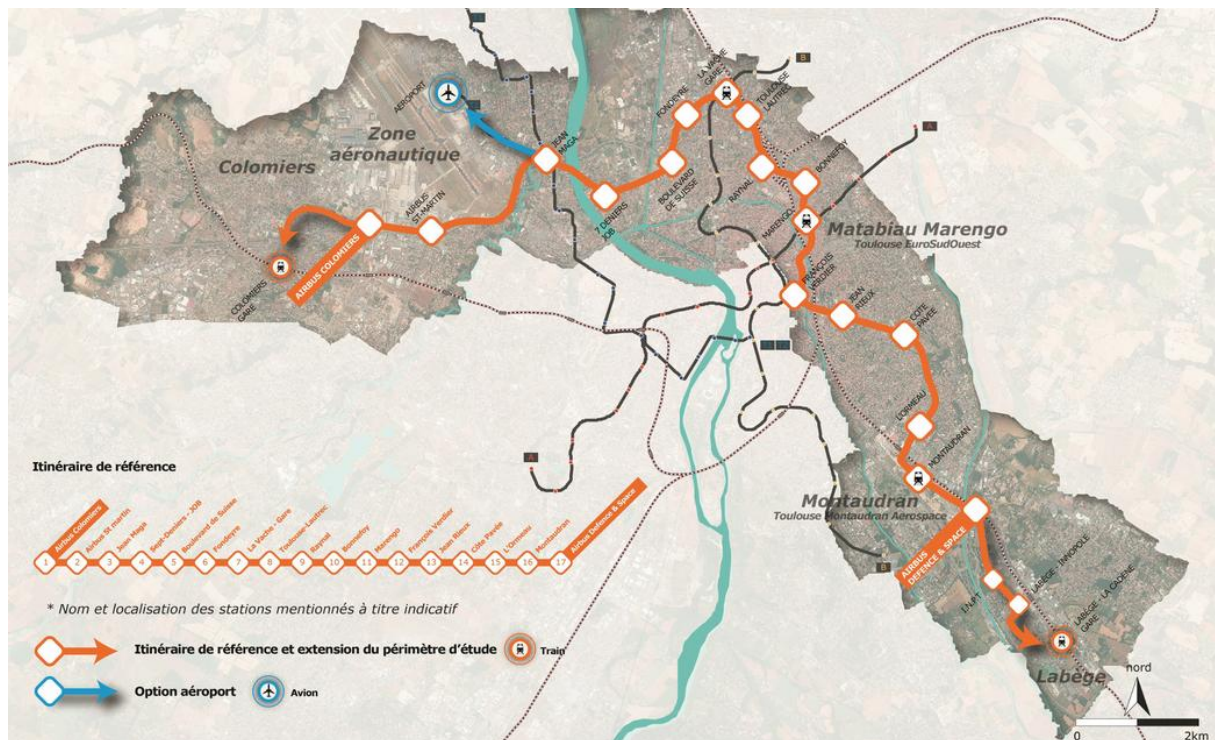 B
A
AÉROPORT
Zone
aéronautique
Colomiers
JEAN
MAGA
AIRBUS
ST-MARTIN
7 DENIERS
JOB
BOULEVARD
DE SUISSE
FONDEYRE
LA VACHE
GARE
TOULOUSE
LAUTREC
RAYNAL
BONNEFOY
MARENGO
Matabiau Marengo
Toulouse EuroSudOuest
COLOMIERS
GARE
AIRBUS COLOMIERS
FRANÇOIS
VERDIER
JEAN
RIEUX
COTE
PAVEE
L'ORMEAU
MONTAUDRAN
A
Montaudran
Toulouse Montaudran Aerospace
B
AIRBUS
DEFENCE & SPACE
I.N.P.T
LABÈGE - INNOPOLE
LABÈGE - LA CADENE
GARE
Labège
Itinéraire de référence
Airbus Colomiers
Airbus St martin
Jean Maga
Sept-Deniers - JOB
Boulevard de Suisse
Fondeyre
La Vache - Gare
Toulouse-Lautrec
Raynal
Bonnefoy
Marengo
François Verdier
Jean Rieux
Côte Pavée
L'Ormeau
Montaudran
Airbus Defence & Space
1 2 3 4 5 6 7 8 9 10 11 12 13 14 15 16 17
* Nom et localisation des stations mentionnés à titre indicatif
Itinéraire de référence et extension du périmètre d'étude
Train
Option aéroport
Avion
nord
0 2km